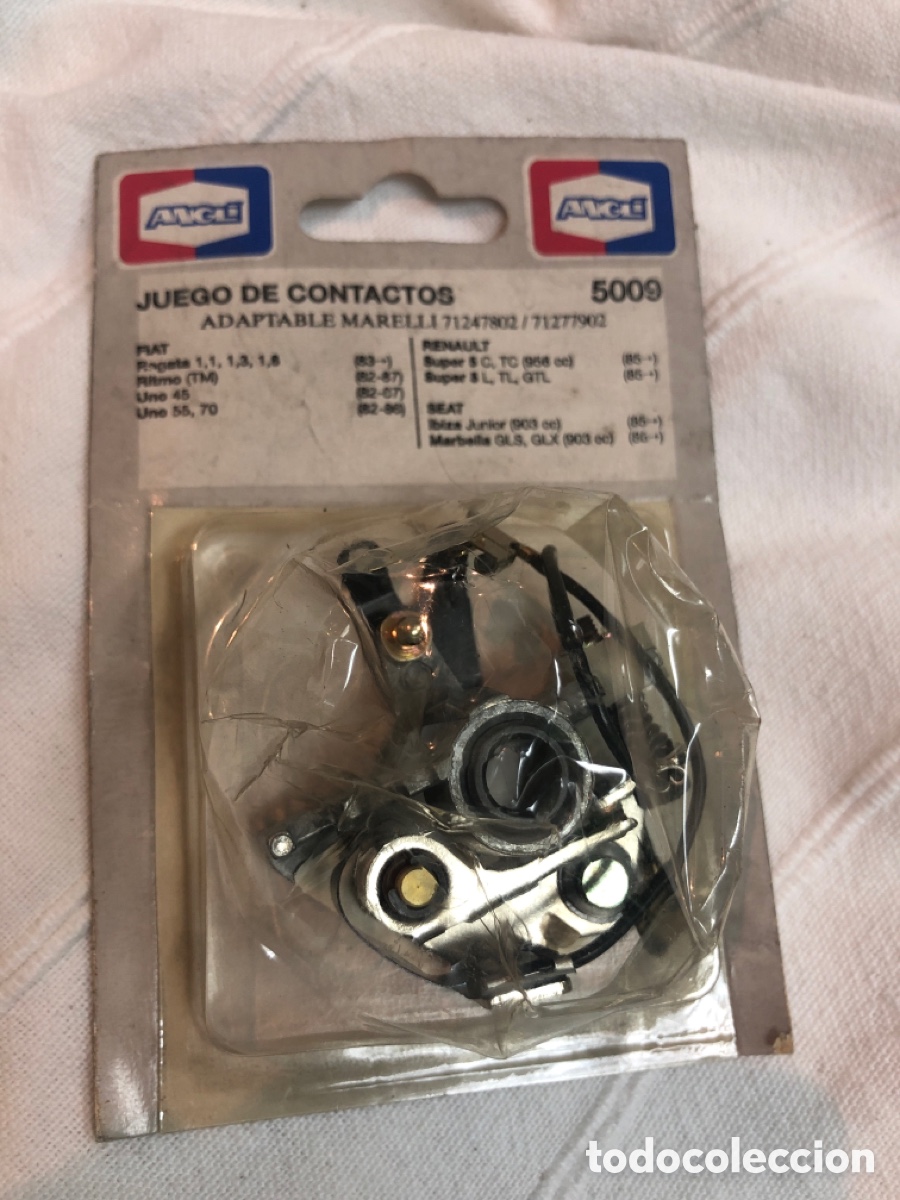 ANGLI
ANGLI
JUEGO DE CONTACTOS 5009
ADAPTABLE MARELLI 71247802 / 71277902
FIAT
Regata 1,1, 1,3, 1,6 (83→)
Ritmo (TM) (82-87)
Uno 45 (82-87)
Uno 55, 70 (82-86)
RENAULT
Super 5 C, TC (956 cc) (85→)
Super 5 L, TL, GTL (85→)
SEAT
Ibiza Junior (903 cc) (85→)
Marbella GLS, GLX (903 cc) (86→)
todocoleccion